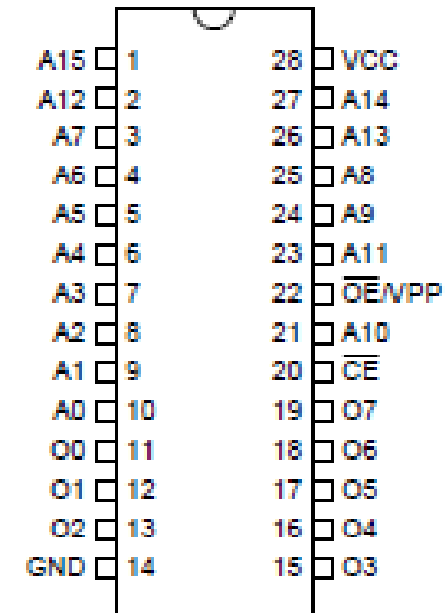 A15 1 28 VCC
A12 2 27 A14
A7 3 26 A13
A6 4 25 A8
A5 5 24 A9
A4 6 23 A11
A3 7 22 OE/VPP
A2 8 21 A10
A1 9 20 CE
A0 10 19 O7
O0 11 18 O6
O1 12 17 O5
O2 13 16 O4
GND 14 15 O3